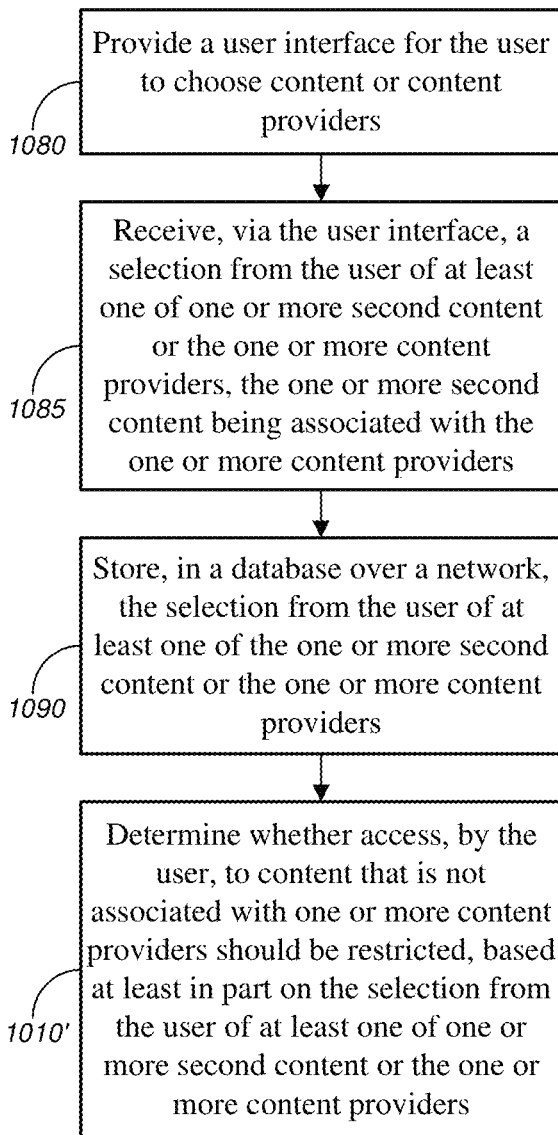 Provide a user interface for the user
to choose content or content
providers
1080
Receive, via the user interface, a
selection from the user of at least
one of one or more second content
or the one or more content
providers, the one or more second
content being associated with the
one or more content providers
1085
Store, in a database over a network,
the selection from the user of at
least one of the one or more second
content or the one or more content
providers
1090
Determine whether access, by the
user, to content that is not
associated with one or more content
providers should be restricted, based
at least in part on the selection from
the user of at least one of one or
more second content or the one or
more content providers
1010'